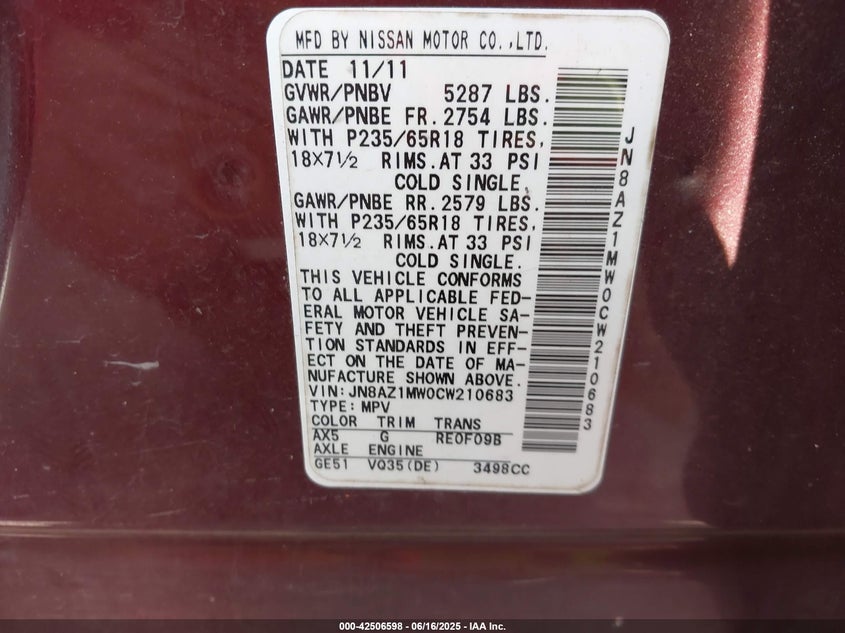 MFD BY NISSAN MOTOR CO.,LTD.
DATE 11/11
GVWR/PNBV 5287 LBS.
GAWR/PNBE FR. 2754 LBS.
WITH P235/65R18 TIRES,
18X7½ RIMS. AT 33 PSI
COLD SINGLE.
GAWR/PNBE RR. 2579 LBS.
WITH P235/65R18 TIRES,
18X7½ RIMS. AT 33 PSI
COLD SINGLE.
THIS VEHICLE CONFORMS
TO ALL APPLICABLE FED-
ERAL MOTOR VEHICLE SA-
FETY AND THEFT PREVEN-
TION STANDARDS IN EFF-
ECT ON THE DATE OF MA-
NUFACTURE SHOWN ABOVE.
VIN: JN8AZ1MW0CW210683
TYPE: MPV
COLOR TRIM TRANS
AX5 G RE0F09B
AXLE ENGINE
GE51 VQ35(DE) 3498CC
JN8AZ1MW0CW210683
000-42506598 - 06/16/2025 - IAA Inc.